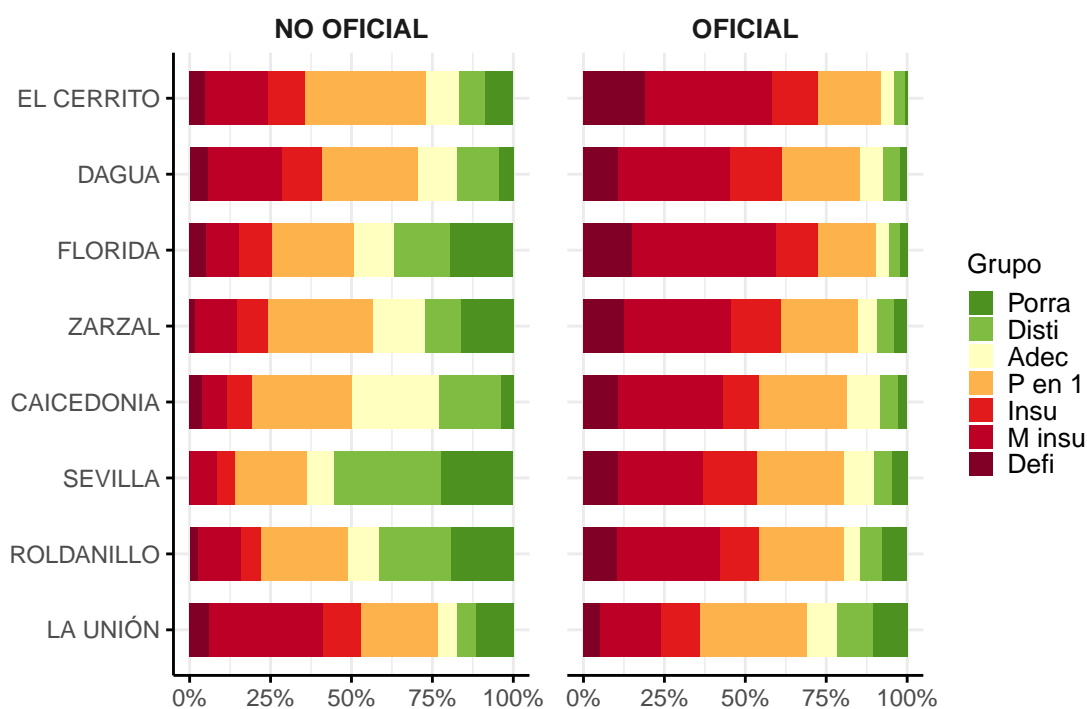 NO OFICIAL
OFICIAL
EL CERRITO
DAGUA
FLORIDA
ZARZAL
CAICEDONIA
SEVILLA
ROLDANILLO
LA UNIÓN
0% 25% 50% 75% 100%
0% 25% 50% 75% 100%
Grupo
Porra
Disti
Adec
P en 1
Insu
M insu
Defi